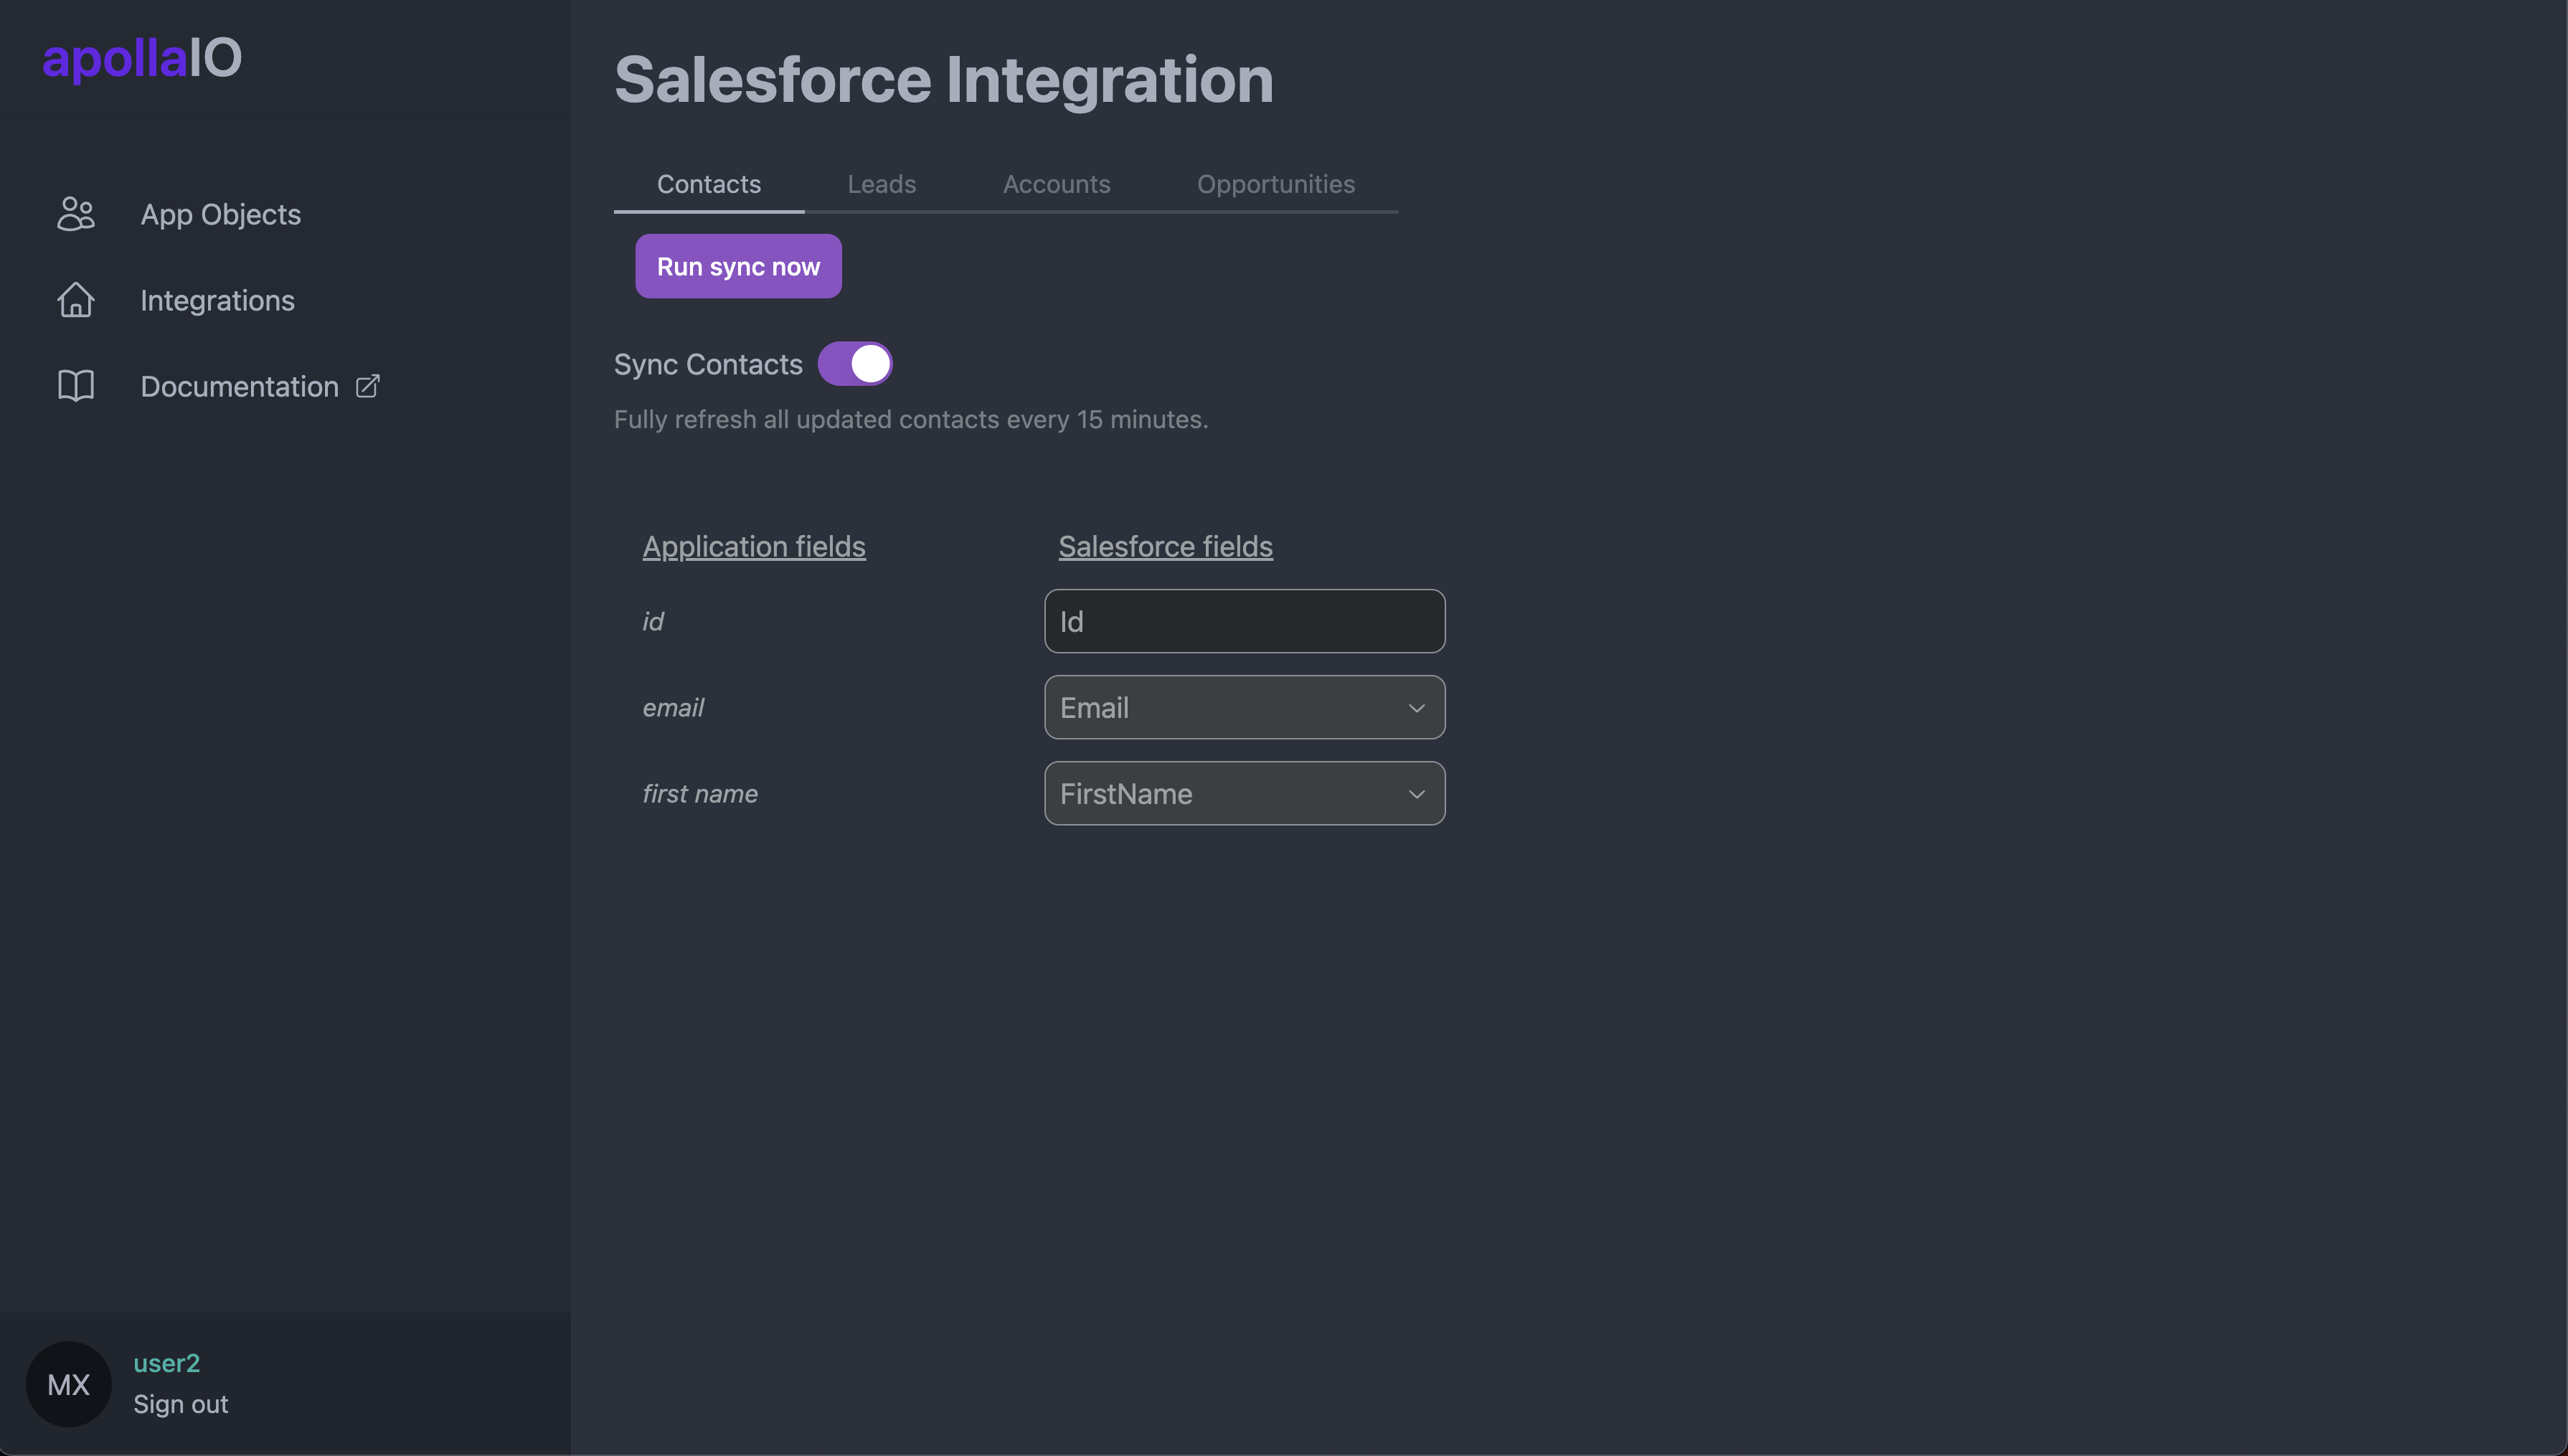 apollaIO
App Objects
Integrations
Documentation
MX
user2
Sign out
Salesforce Integration
Contacts Leads Accounts Opportunities
Run sync now
Sync Contacts
Fully refresh all updated contacts every 15 minutes.
Application fields Salesforce fields
id Id
email Email
first name FirstName